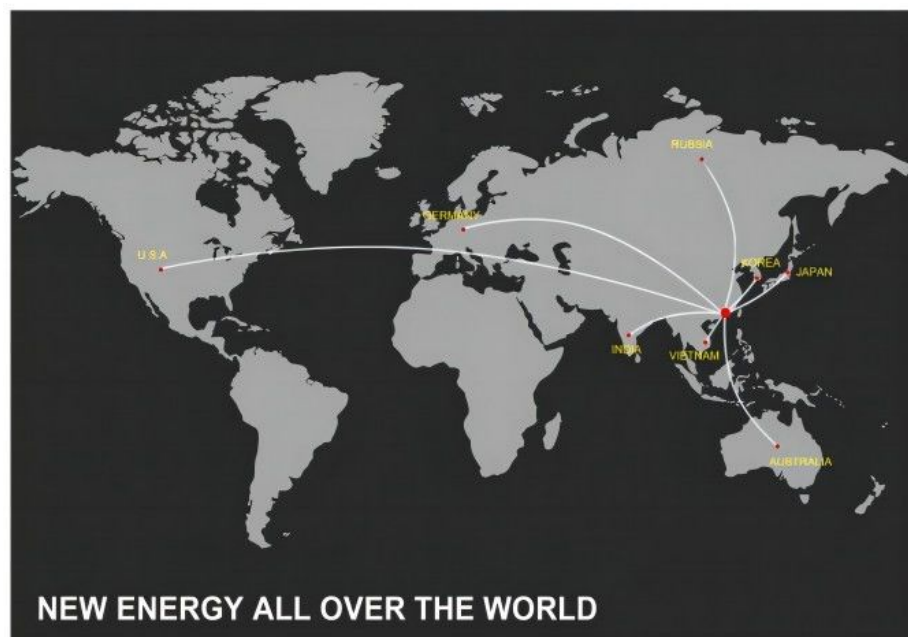 RUSSIA
GERMANY
U.S.A
KOREA
JAPAN
INDIA
VIETNAM
AUSTRALIA
NEW ENERGY ALL OVER THE WORLD